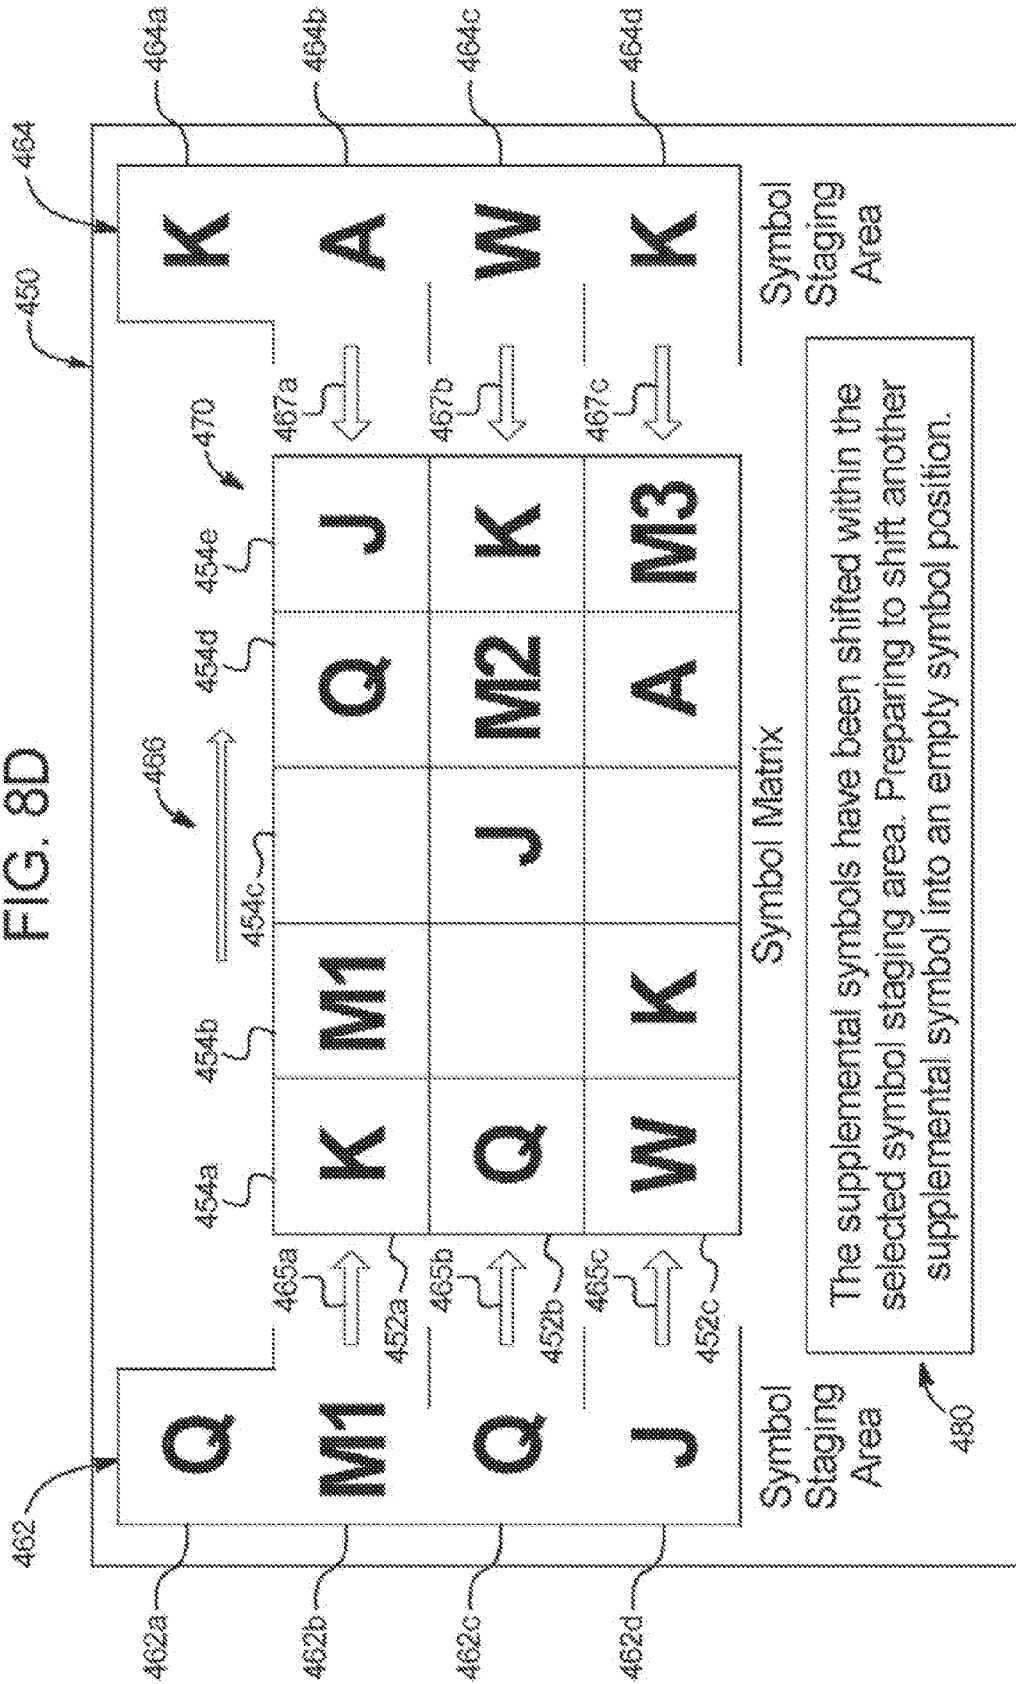 FIG. 8D
450
462
464
466
470
454a
454b
454c
454d
454e
462a
Q
K
464a
462b
M1
465a
K
M1
Q
J
467a
A
464b
452a
462c
Q
465b
Q
J
M2
K
467b
W
464c
452b
462d
J
465c
W
K
A
M3
467c
K
464d
452c
Symbol
Staging
Area
Symbol Matrix
Symbol
Staging
Area
The supplemental symbols have been shifted within the
selected symbol staging area. Preparing to shift another
supplemental symbol into an empty symbol position.
480